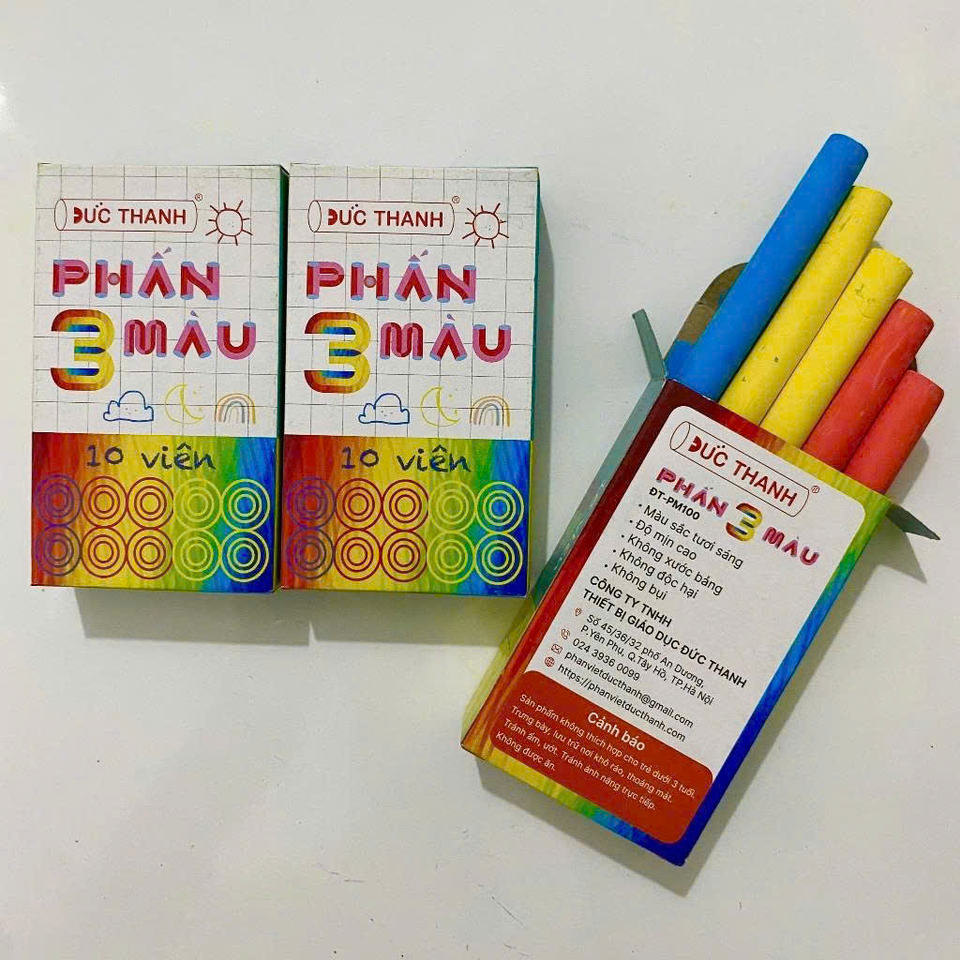 ĐỨC THANH®
PHẤN
3 MÀU
10 viên
ĐỨC THANH®
PHẤN
3 MÀU
10 viên
ĐỨC THANH®
PHẤN 3 MÀU
ĐT-PM100
• Màu sắc tươi sáng
• Độ mịn cao
• Không xước bảng
• Không độc hại
• Không bụi
CÔNG TY TNHH
THIẾT BỊ GIÁO DỤC ĐỨC THANH
Số 45/36/32 phố An Dương,
P.Yên Phụ, Q.Tây Hồ, TP.Hà Nội
024 3936 0099
phanvietducthanh@gmail.com
https://phanvietducthanh.com
Cảnh báo
Sản phẩm không thích hợp cho trẻ dưới 3 tuổi.
Trưng bày, lưu trữ nơi khô ráo, thoáng mát.
Tránh ẩm, ướt. Tránh ánh nắng trực tiếp.
Không được ăn.